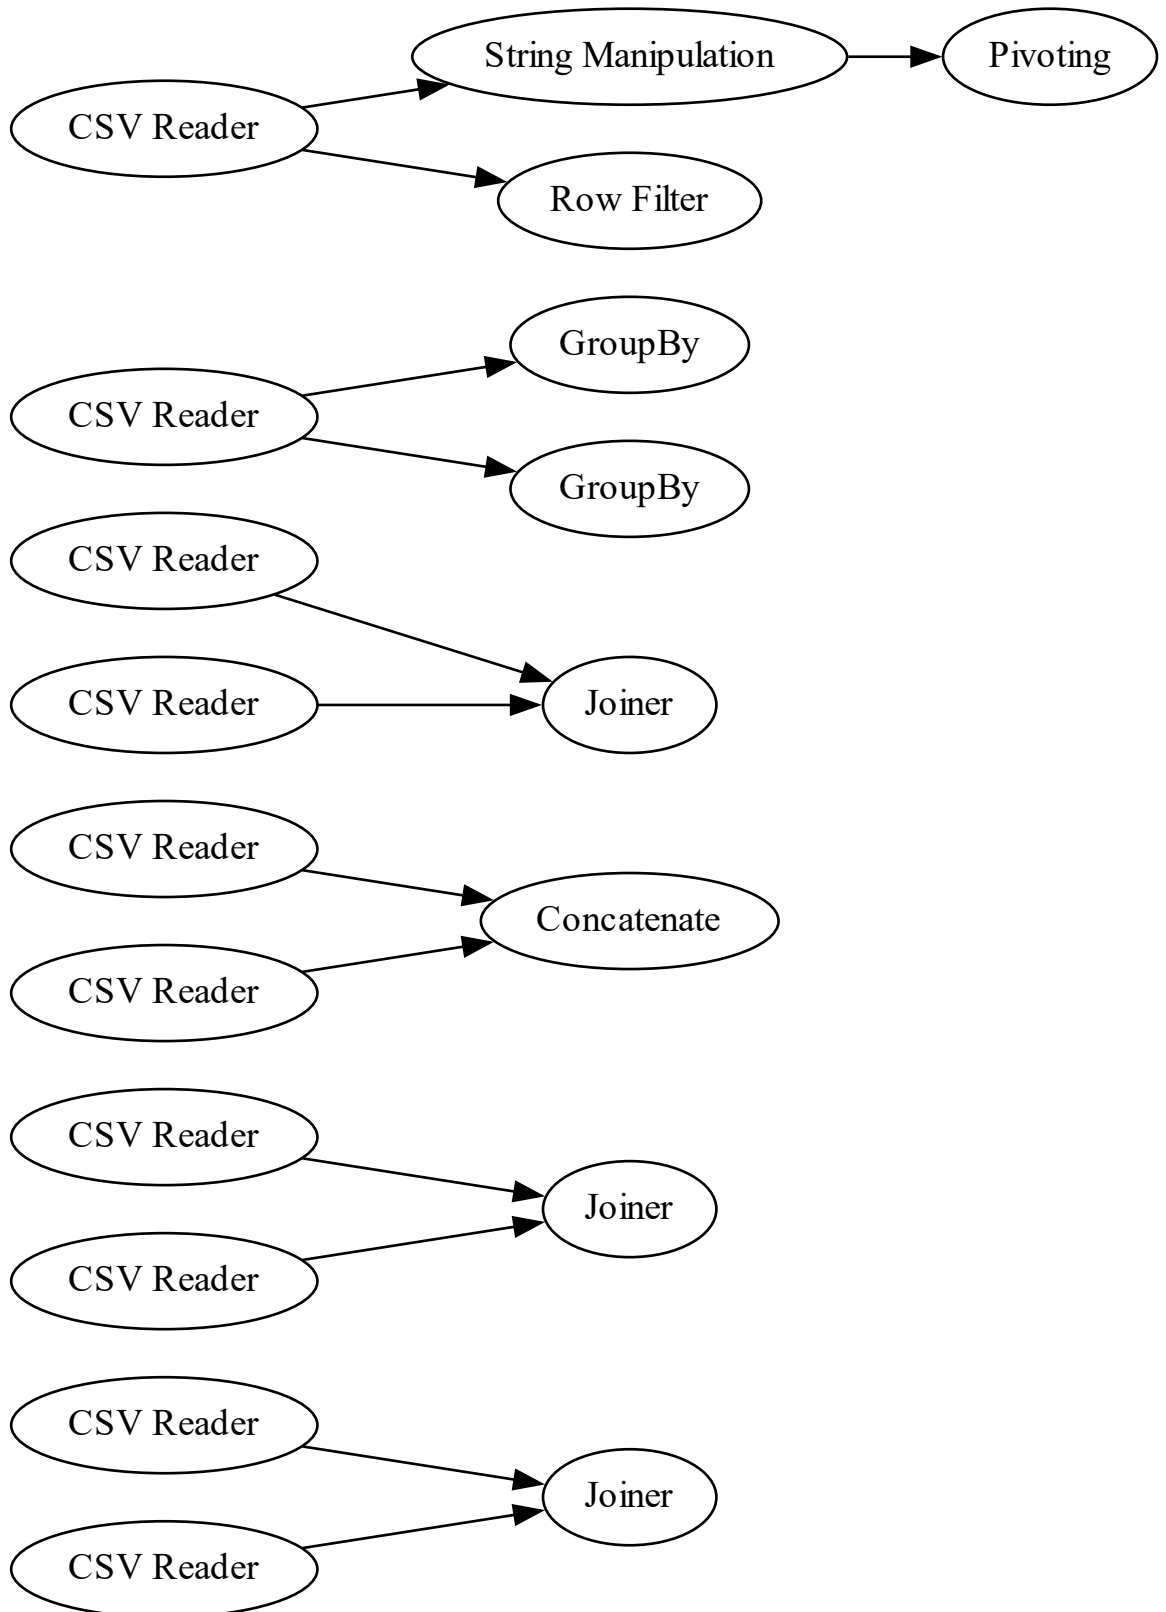 String Manipulation
Pivoting
CSV Reader
Row Filter
GroupBy
CSV Reader
GroupBy
CSV Reader
CSV Reader
Joiner
CSV Reader
Concatenate
CSV Reader
CSV Reader
Joiner
CSV Reader
CSV Reader
Joiner
CSV Reader